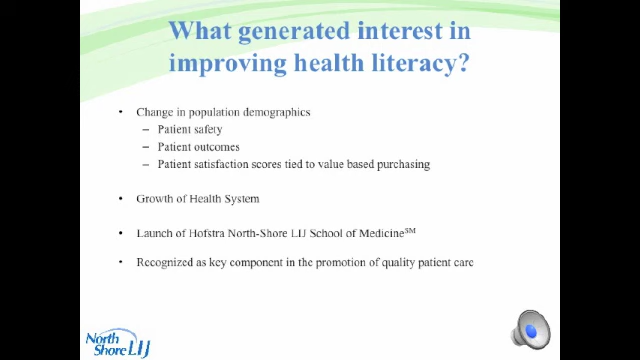 What generated interest in
improving health literacy?
• Change in population demographics
– Patient safety
– Patient outcomes
– Patient satisfaction scores tied to value based purchasing
• Growth of Health System
• Launch of Hofstra North-Shore LIJ School of Medicine℠
• Recognized as key component in the promotion of quality patient care
North
Shore LIJ